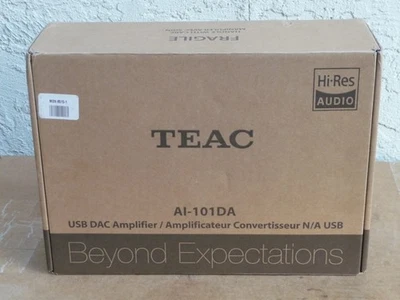 FRAGILE
Hi-Res
AUDIO
TEAC
AI-101DA
USB DAC Amplifier / Amplificateur Convertisseur N/A USB
Beyond Expectations